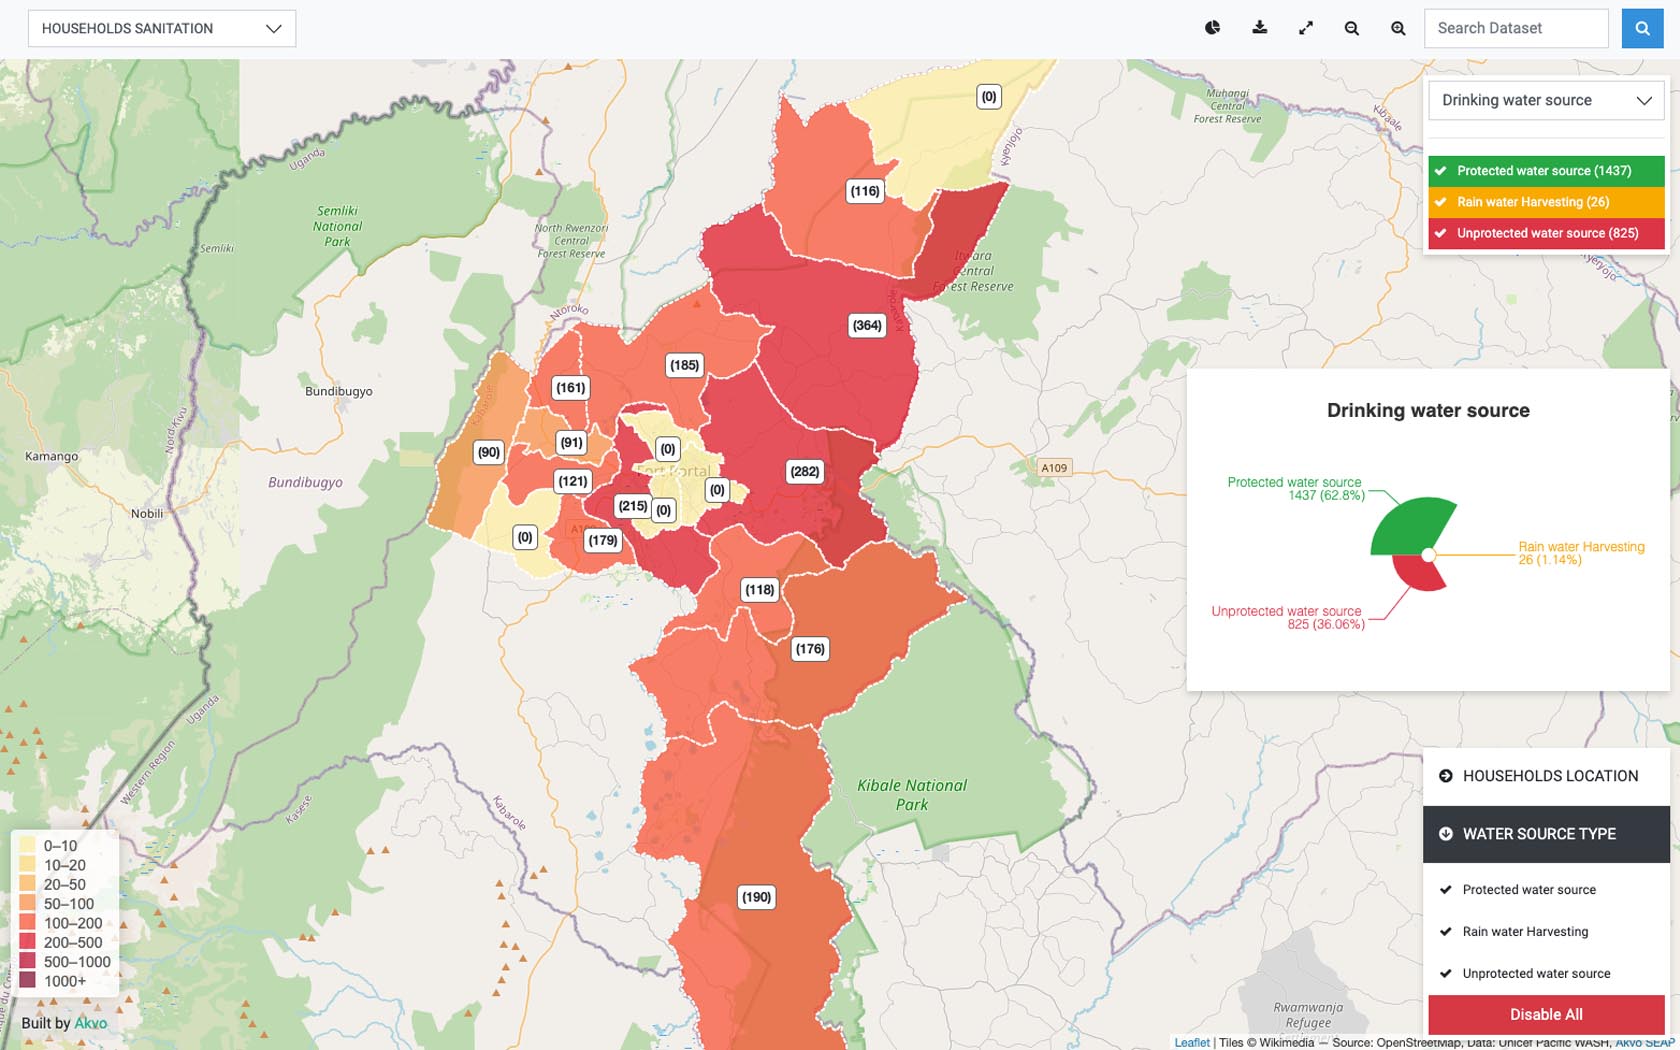 HOUSEHOLDS SANITATION
Search Dataset
Drinking water source
Protected water source (1437)
Rain water Harvesting (26)
Unprotected water source (825)
(0)
(116)
(364)
(185)
(161)
(90)
(91)
(0)
(121)
(282)
(0)
(215)
(0)
(0)
(179)
(118)
(176)
(190)
Muhangi
Central
Forest Reserve
Kibaale
Kyenjojo
Kyenjojo
Uganda
Semliki
National
Park
Semliki
North Rwenzori
Central
Forest Reserve
Itwara
Central
Forest Reserve
Ntoroko
Kabarole
Kabarole
Bundibugyo
Nord-Kivu
Kamango
Bundibugyo
Nobili
Fort Portal
A109
A109
Uganda
Western Region
Kasese
Kabarole
Kibale National
Park
Rwamwanja
Refugee
Drinking water source
Protected water source
1437 (62.8%)
Rain water Harvesting
26 (1.14%)
Unprotected water source
825 (36.06%)
HOUSEHOLDS LOCATION
WATER SOURCE TYPE
Protected water source
Rain water Harvesting
Unprotected water source
Disable All
0–10
10–20
20–50
50–100
100–200
200–500
500–1000
1000+
Built by Akvo
Leaflet | Tiles © Wikimedia — Source: OpenStreetMap, Data: Unicef Pacific WASH, Akvo SEAP